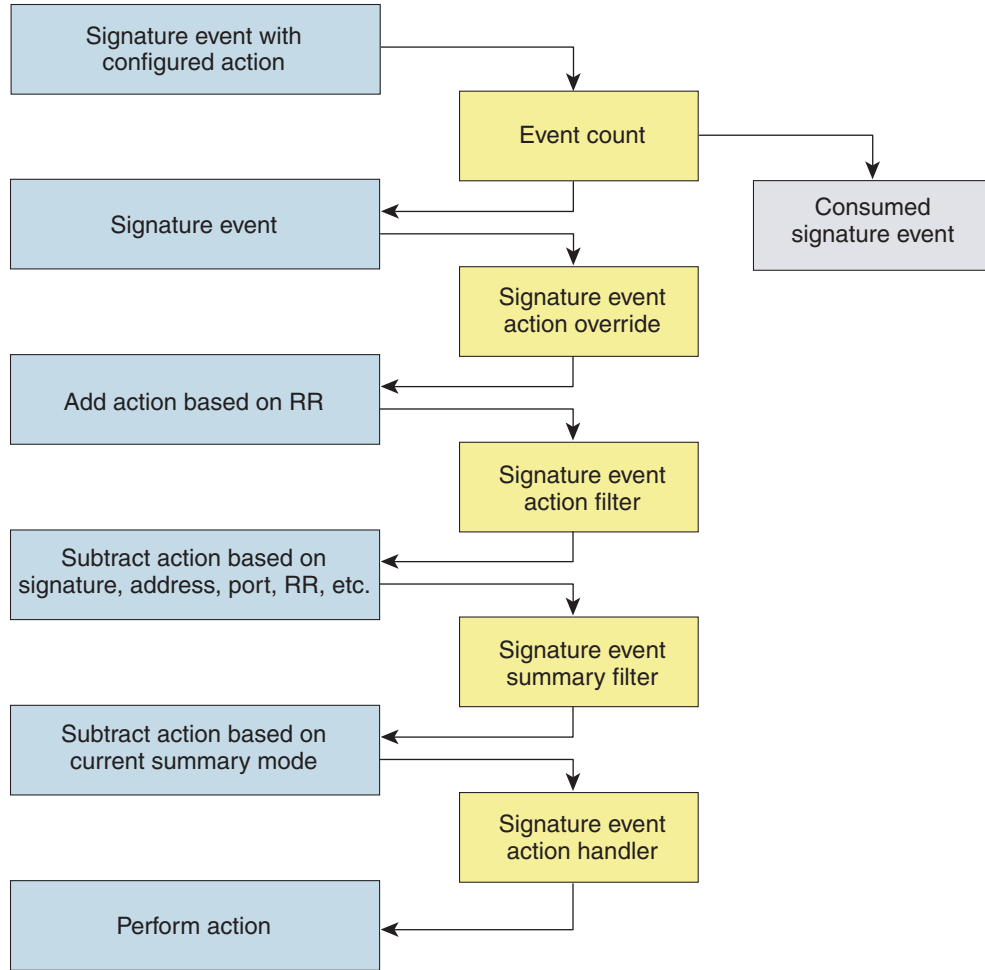 Signature event with
configured action
Event count
Consumed
signature event
Signature event
Signature event
action override
Add action based on RR
Signature event
action filter
Subtract action based on
signature, address, port, RR, etc.
Signature event
summary filter
Subtract action based on
current summary mode
Signature event
action handler
Perform action